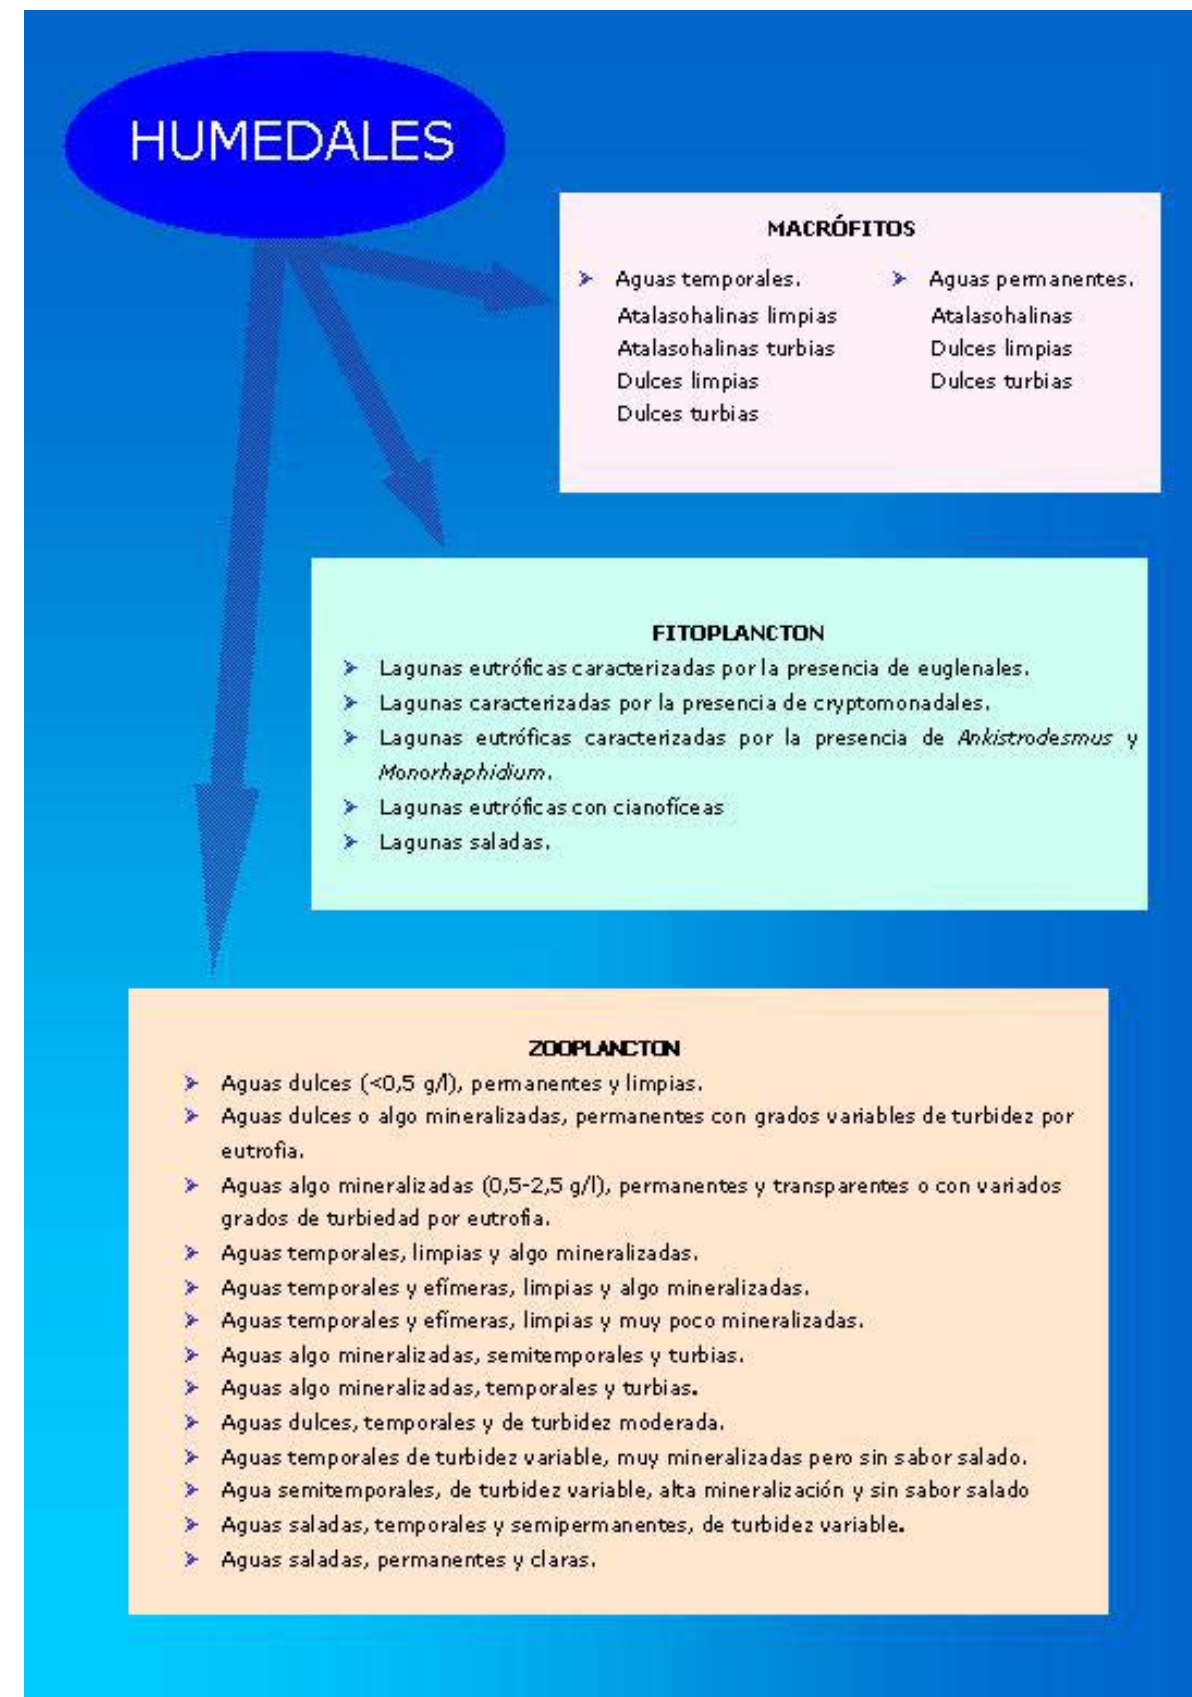 HUMEDALES
MACRÓFITOS
➢ Aguas temporales.
Atalasohalinas limpias
Atalasohalinas turbias
Dulces limpias
Dulces turbias
➢ Aguas permanentes.
Atalasohalinas
Dulces limpias
Dulces turbias
FITOPLANCTON
➢ Lagunas eutróficas caracterizadas por la presencia de euglenales.
➢ Lagunas caracterizadas por la presencia de cryptomonadales.
➢ Lagunas eutróficas caracterizadas por la presencia de Ankistrodesmus y
Monorhaphidium.
➢ Lagunas eutróficas con cianofíceas
➢ Lagunas saladas.
ZOOPLANCTON
➢ Aguas dulces (<0,5 g/l), permanentes y limpias.
➢ Aguas dulces o algo mineralizadas, permanentes con grados variables de turbidez por
eutrofia.
➢ Aguas algo mineralizadas (0,5-2,5 g/l), permanentes y transparentes o con variados
grados de turbiedad por eutrofia.
➢ Aguas temporales, limpias y algo mineralizadas.
➢ Aguas temporales y efímeras, limpias y algo mineralizadas.
➢ Aguas temporales y efímeras, limpias y muy poco mineralizadas.
➢ Aguas algo mineralizadas, semitemporales y turbias.
➢ Aguas algo mineralizadas, temporales y turbias.
➢ Aguas dulces, temporales y de turbidez moderada.
➢ Aguas temporales de turbidez variable, muy mineralizadas pero sin sabor salado.
➢ Agua semitemporales, de turbidez variable, alta mineralización y sin sabor salado
➢ Aguas saladas, temporales y semipermanentes, de turbidez variable.
➢ Aguas saladas, permanentes y claras.